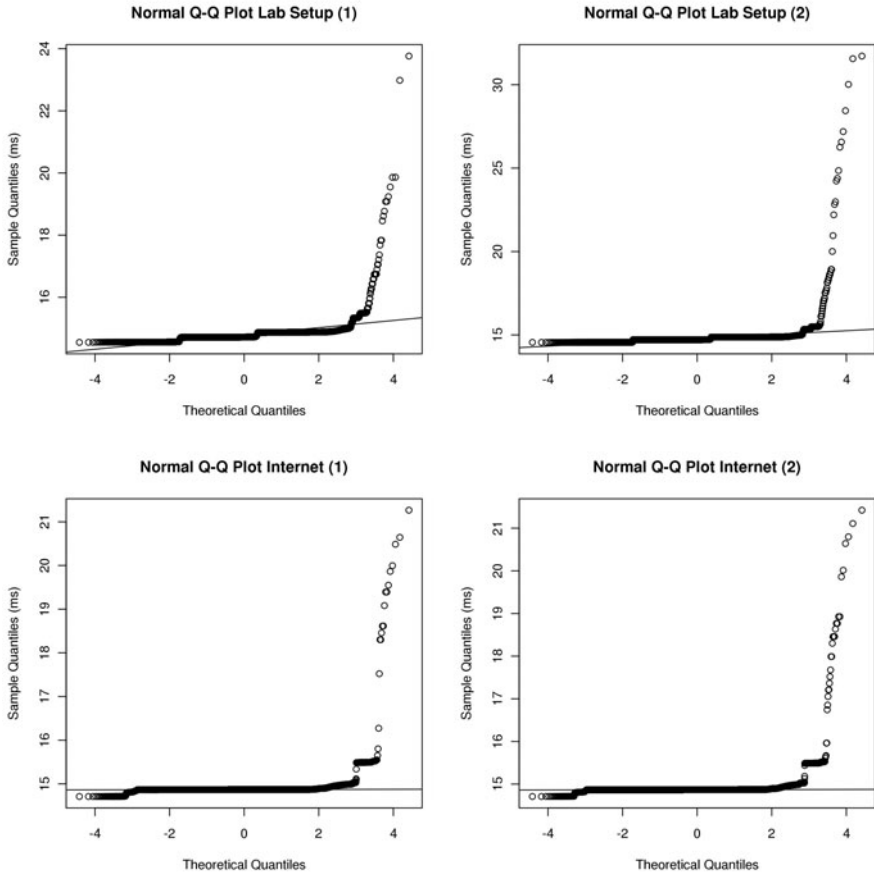 Normal Q-Q Plot Lab Setup (1)
Sample Quantiles (ms)
24
22
20
18
16
-4 -2 0 2 4
Theoretical Quantiles
Normal Q-Q Plot Lab Setup (2)
Sample Quantiles (ms)
30
25
20
15
-4 -2 0 2 4
Theoretical Quantiles
Normal Q-Q Plot Internet (1)
Sample Quantiles (ms)
21
20
19
18
17
16
15
-4 -2 0 2 4
Theoretical Quantiles
Normal Q-Q Plot Internet (2)
Sample Quantiles (ms)
21
20
19
18
17
16
15
-4 -2 0 2 4
Theoretical Quantiles